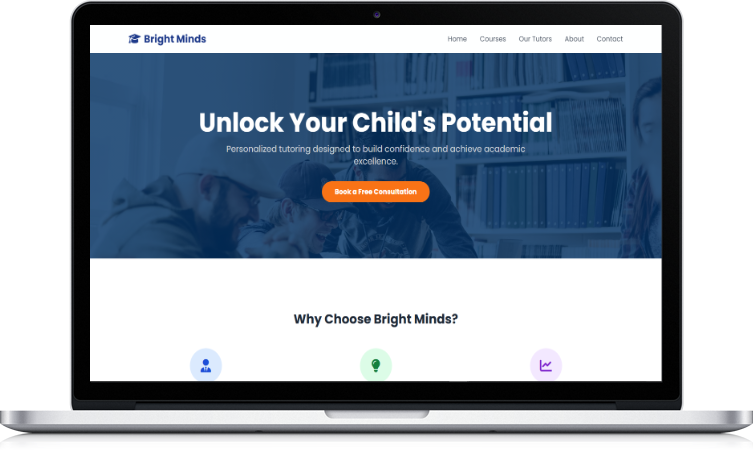 Bright Minds
Home Courses Our Tutors About Contact
Unlock Your Child's Potential
Personalized tutoring designed to build confidence and achieve academic
excellence.
Book a Free Consultation
Why Choose Bright Minds?